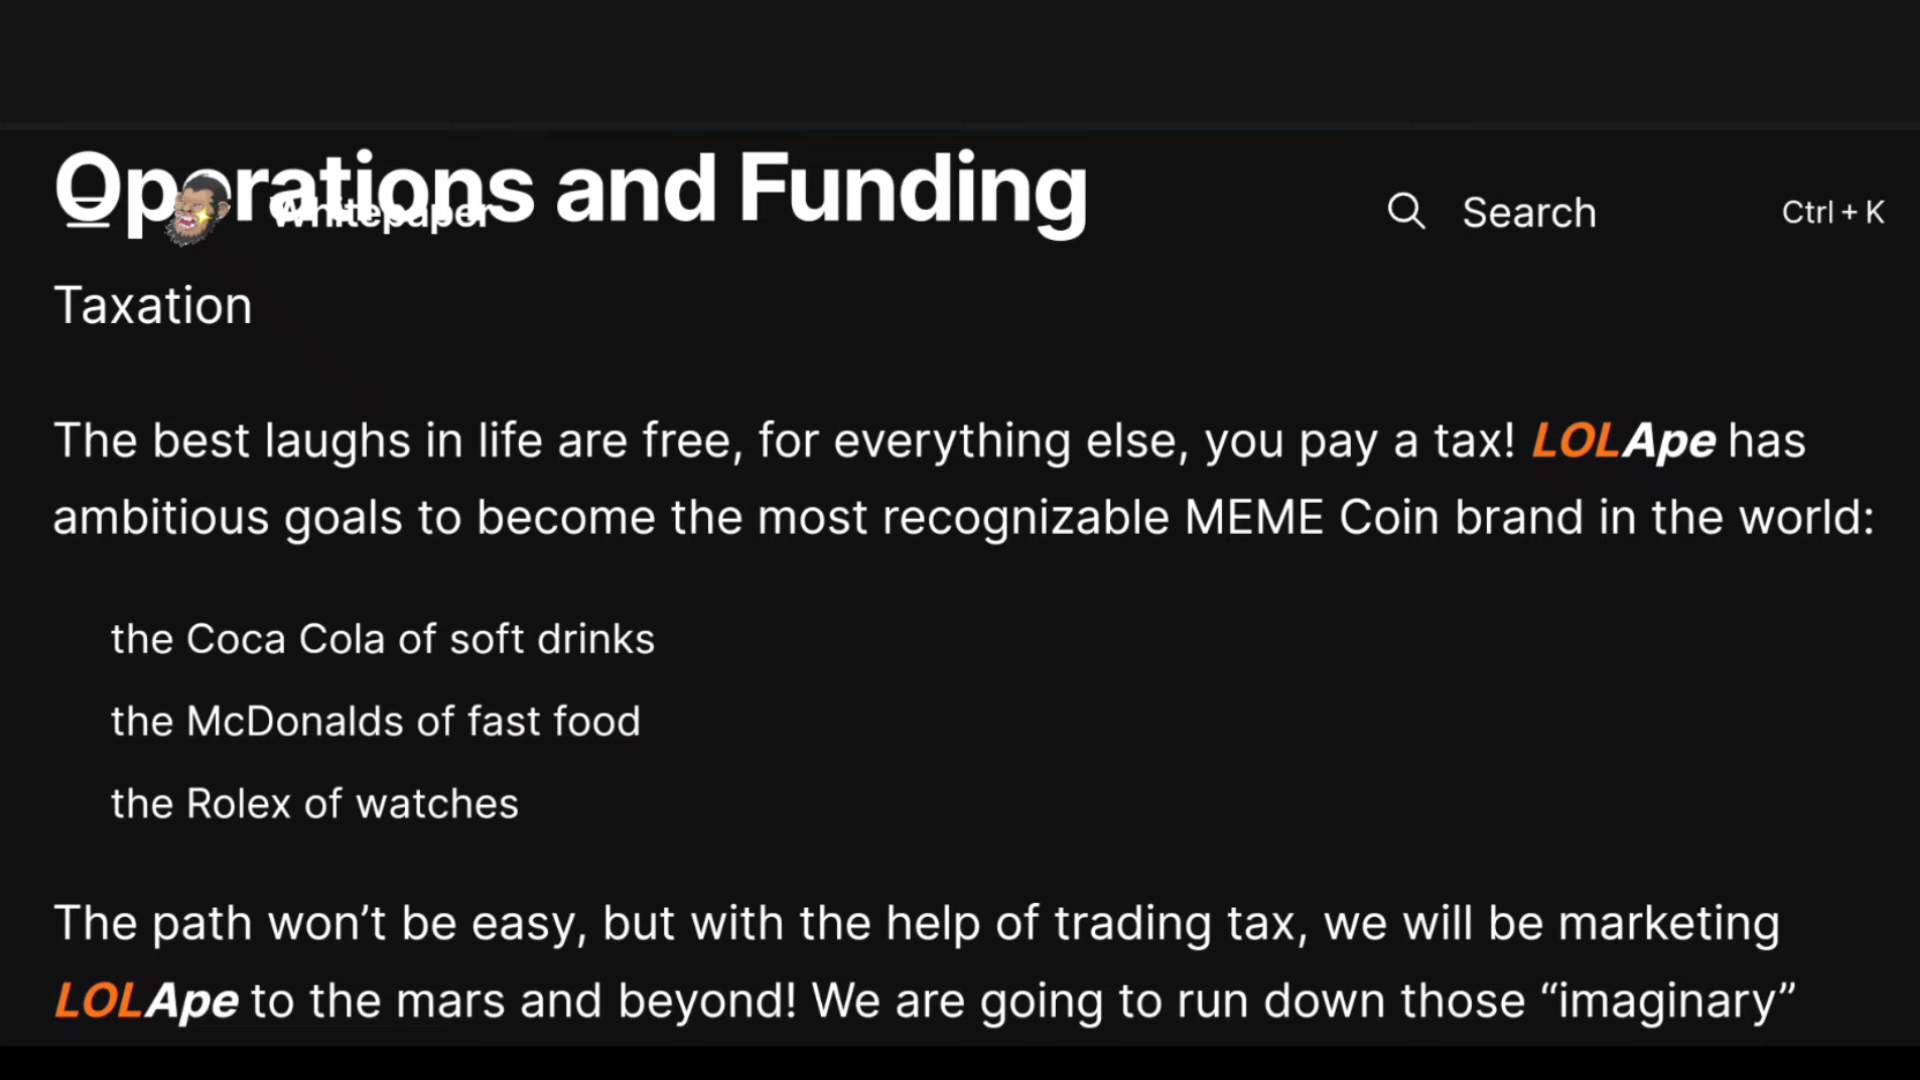 Operations and Funding
Whitepaper
Search
Ctrl + K
Taxation
The best laughs in life are free, for everything else, you pay a tax! LOLApe has
ambitious goals to become the most recognizable MEME Coin brand in the world:
the Coca Cola of soft drinks
the McDonalds of fast food
the Rolex of watches
The path won’t be easy, but with the help of trading tax, we will be marketing
LOLApe to the mars and beyond! We are going to run down those “imaginary”